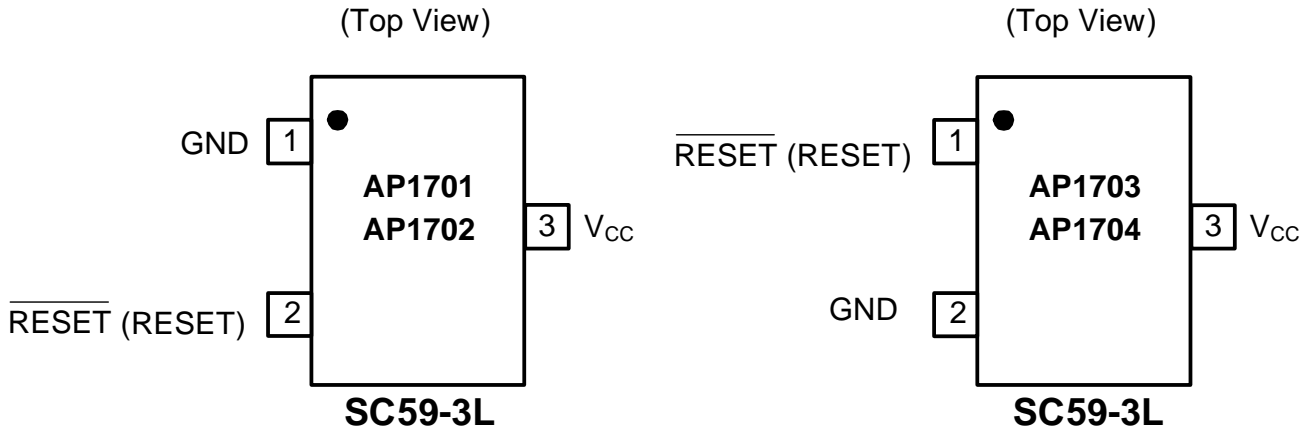 (Top View)
GND 1
AP1701
AP1702
3 VCC
RESET (RESET) 2
SC59-3L
(Top View)
RESET (RESET) 1
AP1703
AP1704
3 VCC
GND 2
SC59-3L